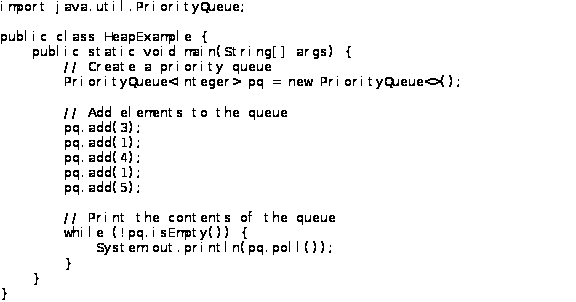 import java.util.PriorityQueue;

public class HeapExample {
    public static void main(String[] args) {
        // Create a priority queue
        PriorityQueue<Integer> pq = new PriorityQueue<>();

        // Add elements to the queue
        pq.add(3);
        pq.add(1);
        pq.add(4);
        pq.add(1);
        pq.add(5);

        // Print the contents of the queue
        while (!pq.isEmpty()) {
            System.out.println(pq.poll());
        }
    }
}